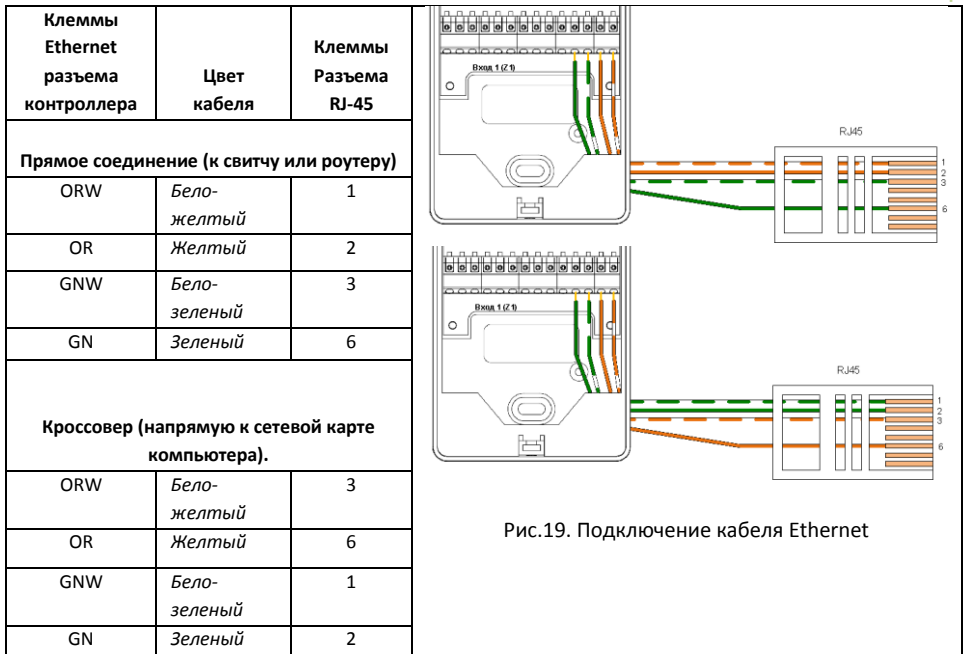 Клеммы Ethernet разъема контроллера Цвет кабеля Клеммы Разъема RJ-45
Прямое соединение (к свитчу или роутеру)
ORW Бело-желтый 1
OR Желтый 2
GNW Бело-зеленый 3
GN Зеленый 6
Кроссовер (напрямую к сетевой карте
компьютера).
ORW Бело-желтый 3
OR Желтый 6
GNW Бело-зеленый 1
GN Зеленый 2
Вход 1 (Z1)
RJ45
1
2
3
6
Вход 1 (Z1)
RJ45
1
2
3
6
Рис.19. Подключение кабеля Ethernet